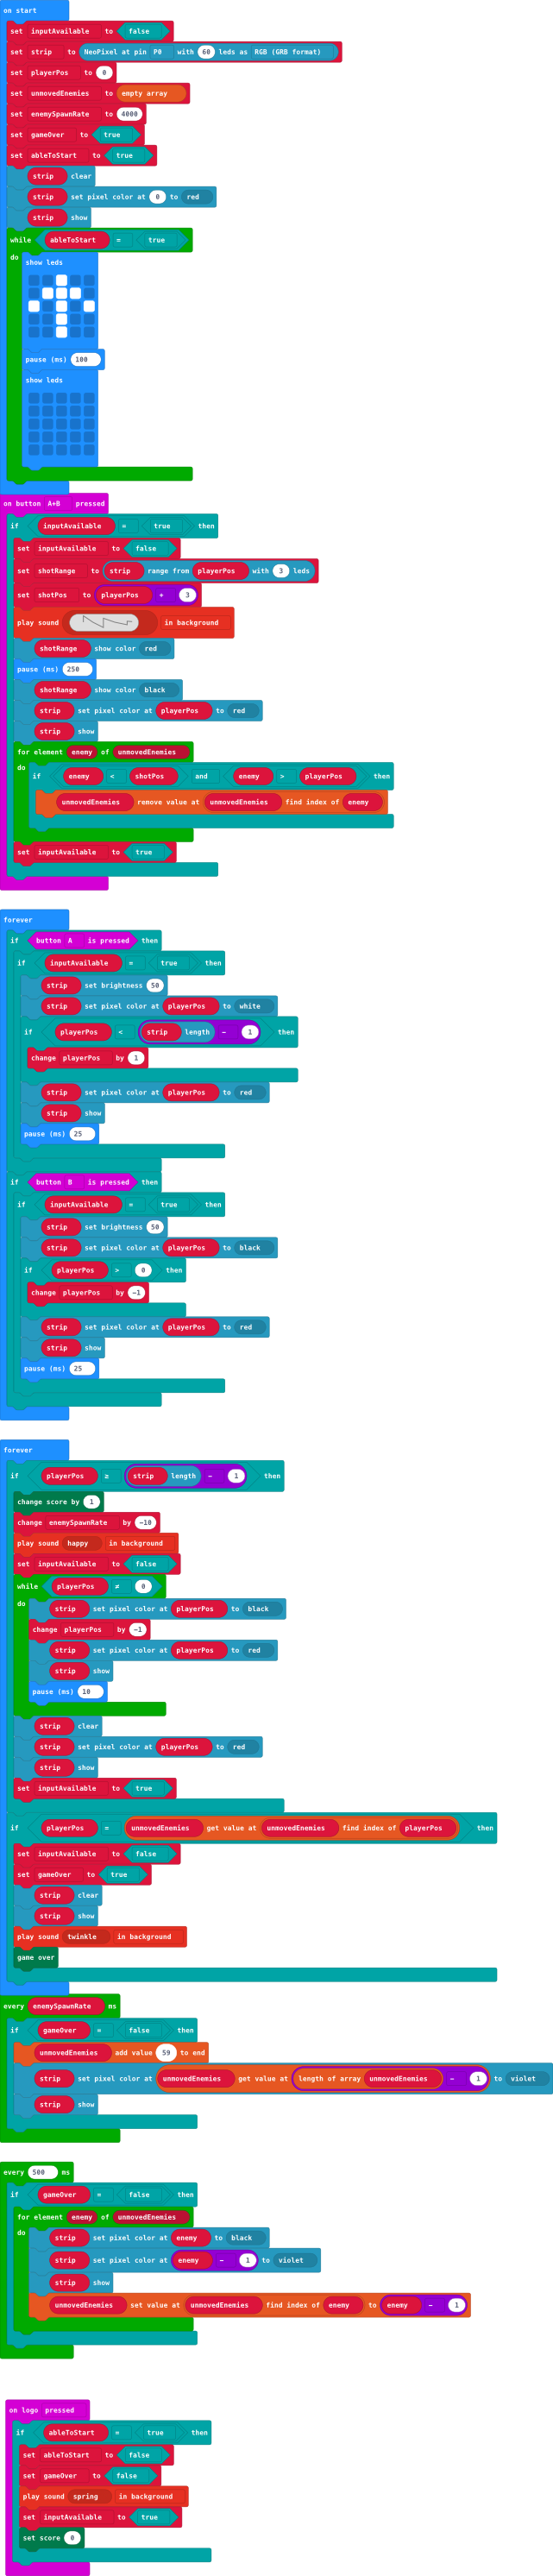 on start
set inputAvailable to false
set strip to NeoPixel at pin P0 with 60 leds as RGB (GRB format)
set playerPos to 0
set unmovedEnemies to empty array
set enemySpawnRate to 4000
set gameOver to true
set ableToStart to true
strip clear
strip set pixel color at 0 to red
strip show
while ableToStart = true
do show leds
pause (ms) 100
show leds
on button A+B pressed
if inputAvailable = true then
set inputAvailable to false
set shotRange to strip range from playerPos with 3 leds
set shotPos to playerPos + 3
play sound in background
shotRange show color red
pause (ms) 250
shotRange show color black
strip set pixel color at playerPos to red
strip show
for element enemy of unmovedEnemies
do if enemy < shotPos and enemy > playerPos then
unmovedEnemies remove value at unmovedEnemies find index of enemy
set inputAvailable to true
forever
if button A is pressed then
if inputAvailable = true then
strip set brightness 50
strip set pixel color at playerPos to white
if playerPos < strip length - 1 then
change playerPos by 1
strip set pixel color at playerPos to red
strip show
pause (ms) 25
if button B is pressed then
if inputAvailable = true then
strip set brightness 50
strip set pixel color at playerPos to black
if playerPos > 0 then
change playerPos by -1
strip set pixel color at playerPos to red
strip show
pause (ms) 25
forever
if playerPos ≥ strip length - 1 then
change score by 1
change enemySpawnRate by -10
play sound happy in background
set inputAvailable to false
while playerPos ≠ 0
do strip set pixel color at playerPos to black
change playerPos by -1
strip set pixel color at playerPos to red
strip show
pause (ms) 10
strip clear
strip set pixel color at playerPos to red
strip show
set inputAvailable to true
if playerPos = unmovedEnemies get value at unmovedEnemies find index of playerPos then
set inputAvailable to false
set gameOver to true
strip clear
strip show
play sound twinkle in background
game over
every enemySpawnRate ms
if gameOver = false then
unmovedEnemies add value 59 to end
strip set pixel color at unmovedEnemies get value at length of array unmovedEnemies - 1 to violet
strip show
every 500 ms
if gameOver = false then
for element enemy of unmovedEnemies
do strip set pixel color at enemy to black
strip set pixel color at enemy - 1 to violet
strip show
unmovedEnemies set value at unmovedEnemies find index of enemy to enemy - 1
on logo pressed
if ableToStart = true then
set ableToStart to false
set gameOver to false
play sound spring in background
set inputAvailable to true
set score 0